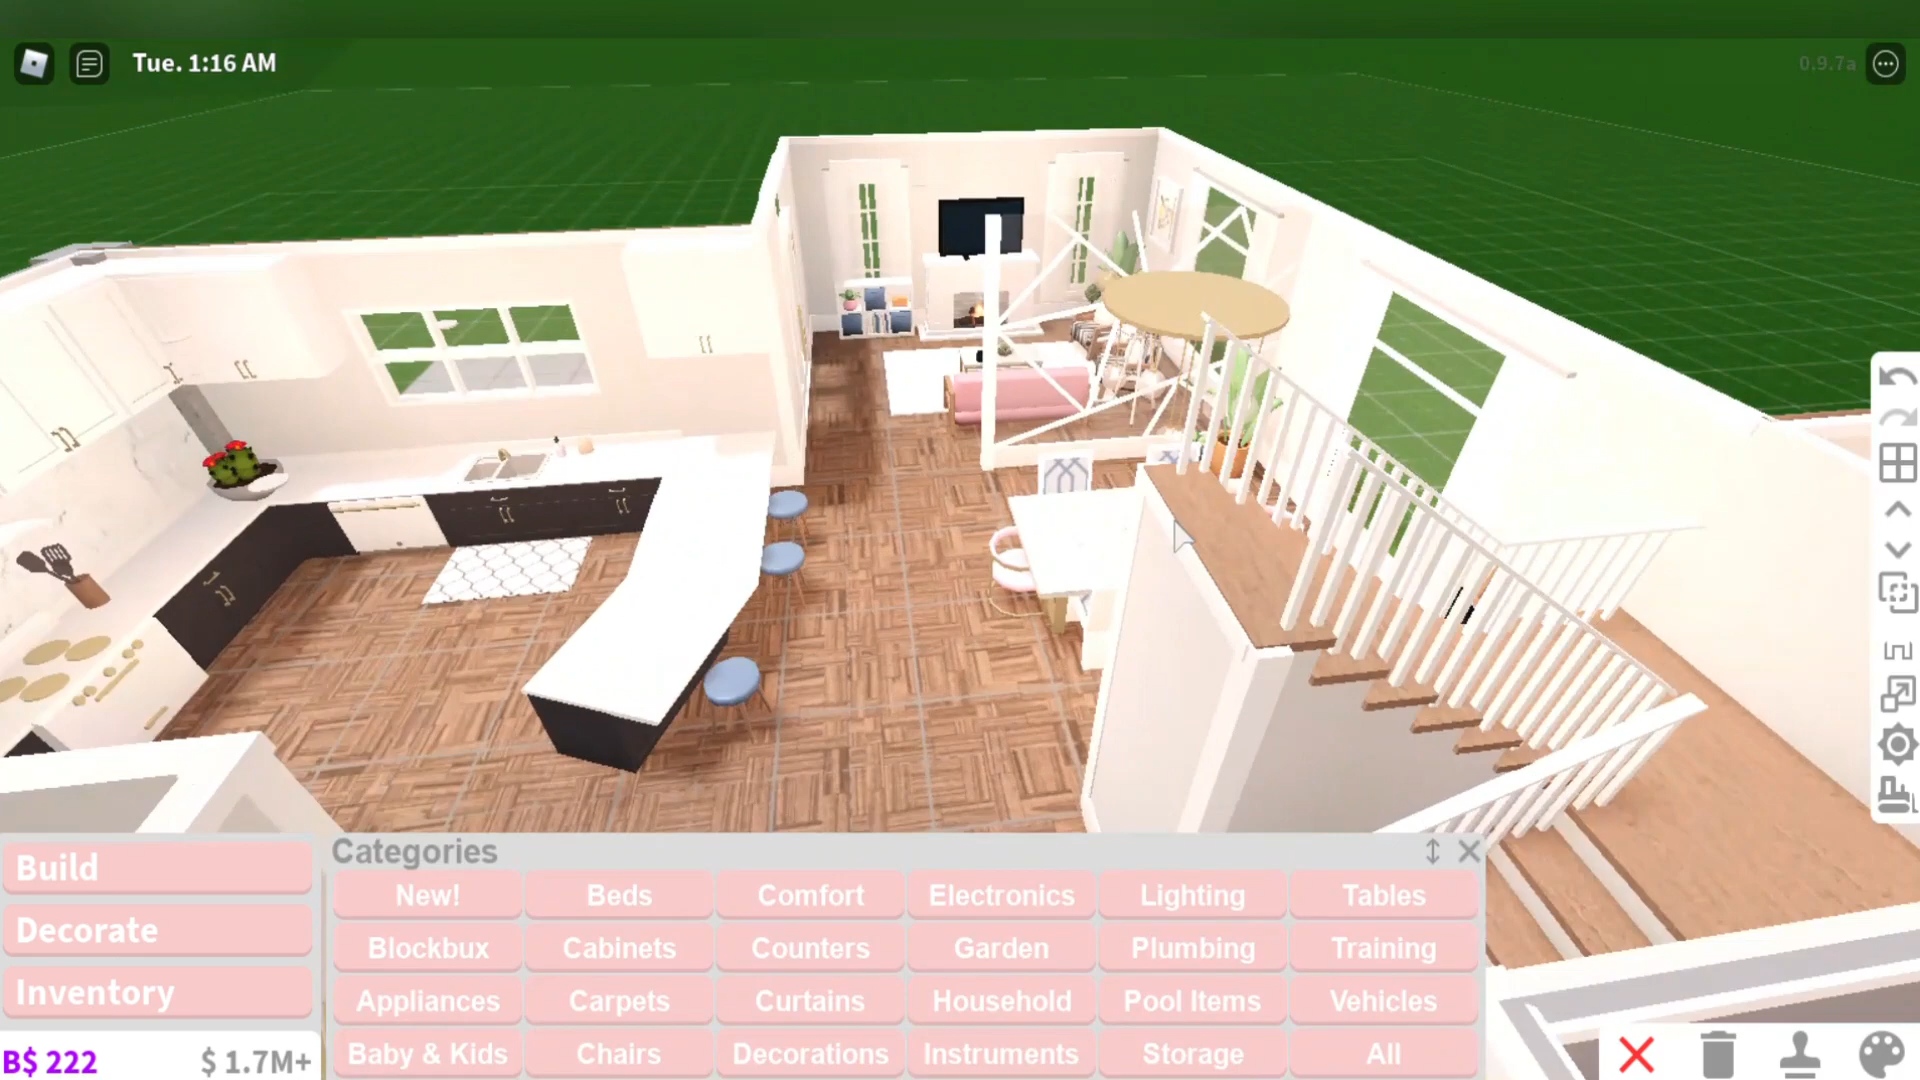 Tue. 1:16 AM
0.9.7a
Build
Decorate
Inventory
B$ 222
$ 1.7M+
Categories
New!
Beds
Comfort
Electronics
Lighting
Tables
Blockbux
Cabinets
Counters
Garden
Plumbing
Training
Appliances
Carpets
Curtains
Household
Pool Items
Vehicles
Baby & Kids
Chairs
Decorations
Instruments
Storage
All